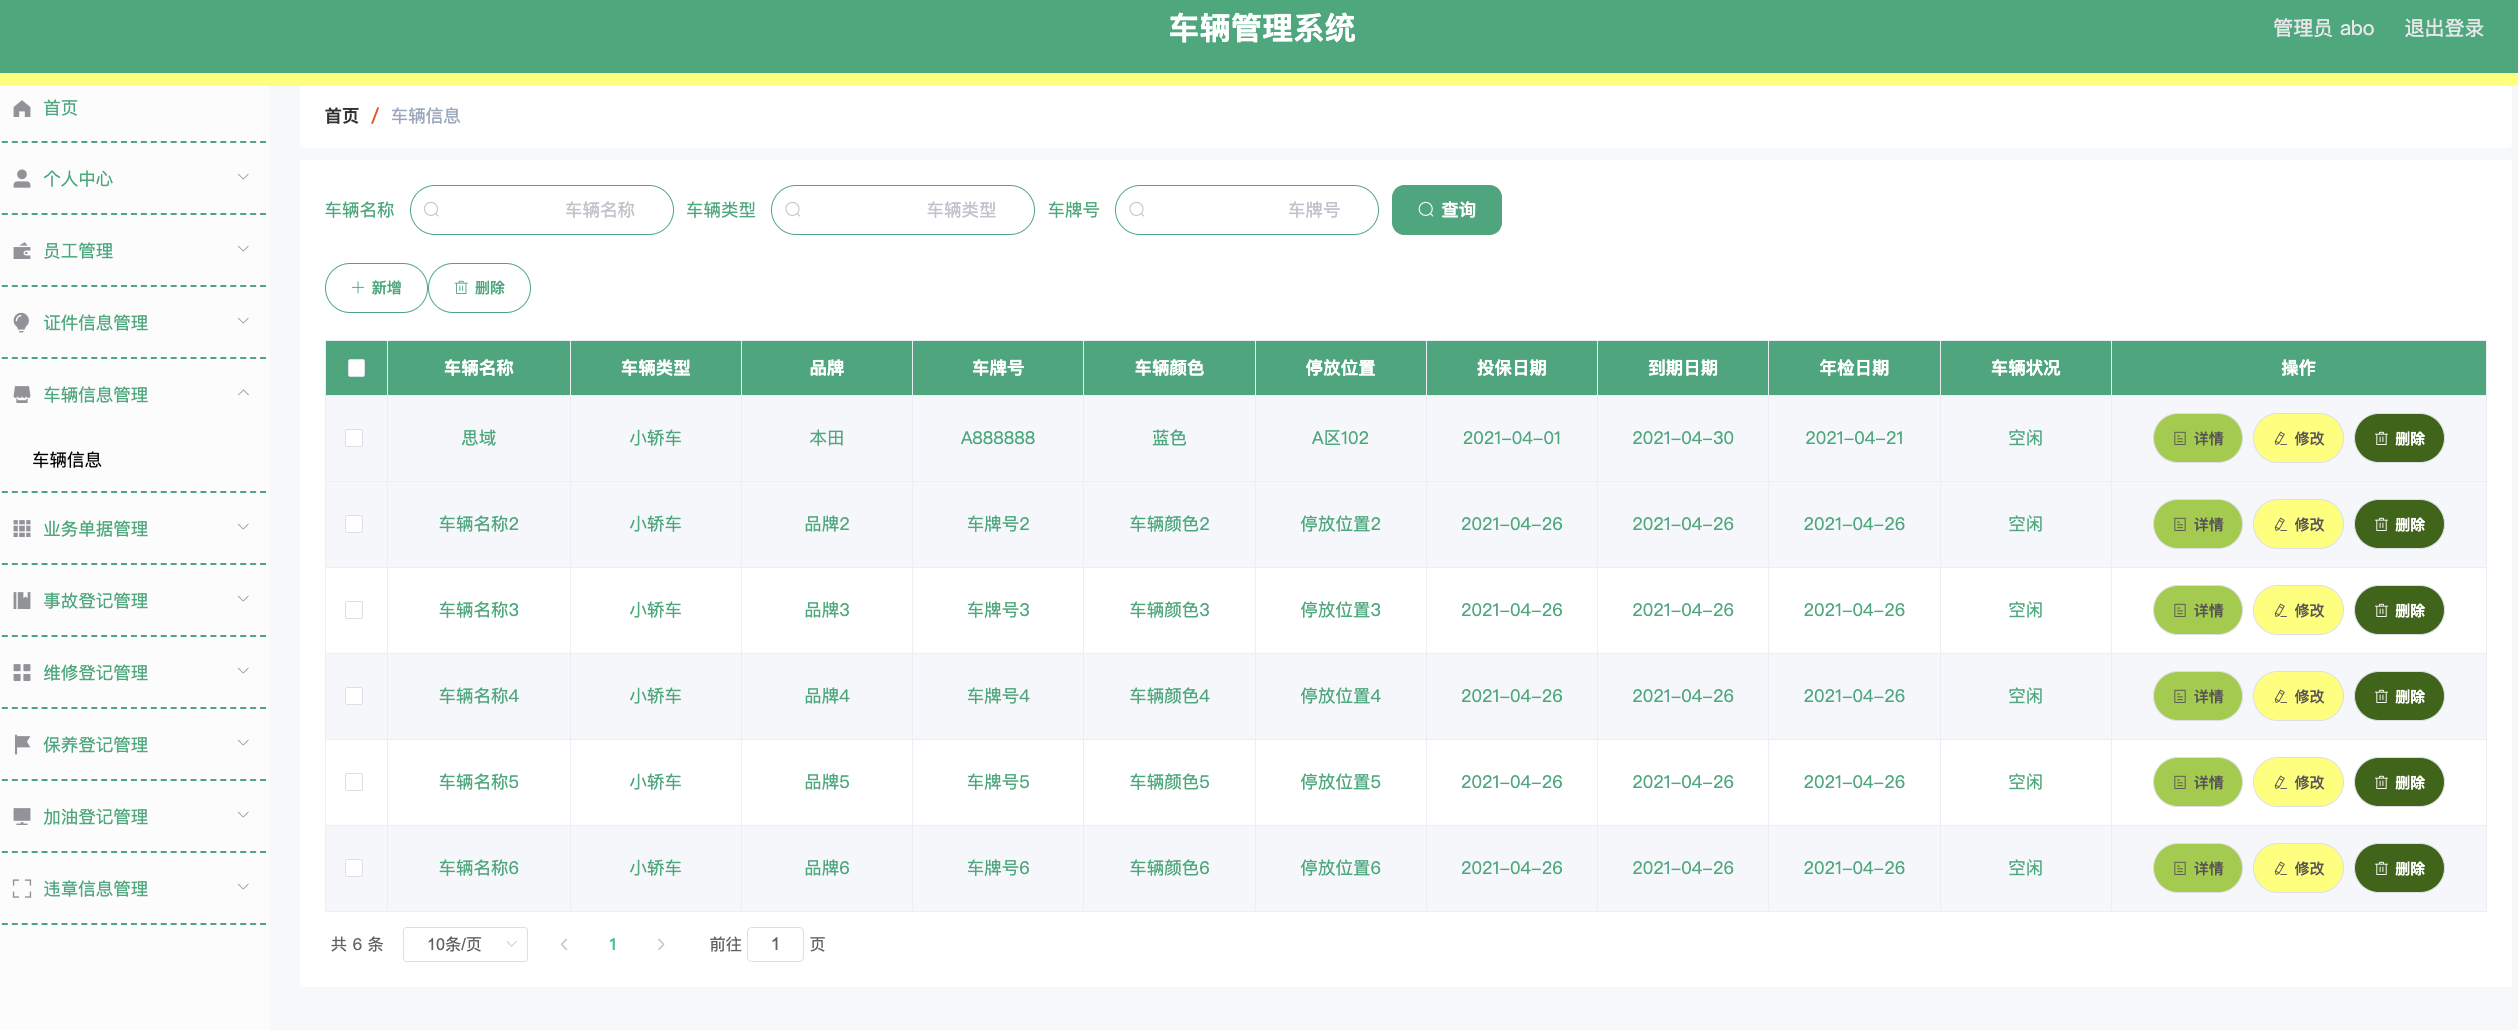 车辆管理系统
管理员 abo 退出登录
首页
个人中心
员工管理
证件信息管理
车辆信息管理
车辆信息
业务单据管理
事故登记管理
维修登记管理
保养登记管理
加油登记管理
违章信息管理
首页 / 车辆信息
车辆名称 车辆名称 车辆类型 车辆类型 车牌号 车牌号 查询
新增 删除
车辆名称 车辆类型 品牌 车牌号 车辆颜色 停放位置 投保日期 到期日期 年检日期 车辆状况 操作
思域 小轿车 本田 A888888 蓝色 A区102 2021-04-01 2021-04-30 2021-04-21 空闲 详情 修改 删除
车辆名称2 小轿车 品牌2 车牌号2 车辆颜色2 停放位置2 2021-04-26 2021-04-26 2021-04-26 空闲 详情 修改 删除
车辆名称3 小轿车 品牌3 车牌号3 车辆颜色3 停放位置3 2021-04-26 2021-04-26 2021-04-26 空闲 详情 修改 删除
车辆名称4 小轿车 品牌4 车牌号4 车辆颜色4 停放位置4 2021-04-26 2021-04-26 2021-04-26 空闲 详情 修改 删除
车辆名称5 小轿车 品牌5 车牌号5 车辆颜色5 停放位置5 2021-04-26 2021-04-26 2021-04-26 空闲 详情 修改 删除
车辆名称6 小轿车 品牌6 车牌号6 车辆颜色6 停放位置6 2021-04-26 2021-04-26 2021-04-26 空闲 详情 修改 删除
共 6 条 10条/页 1 前往 1 页